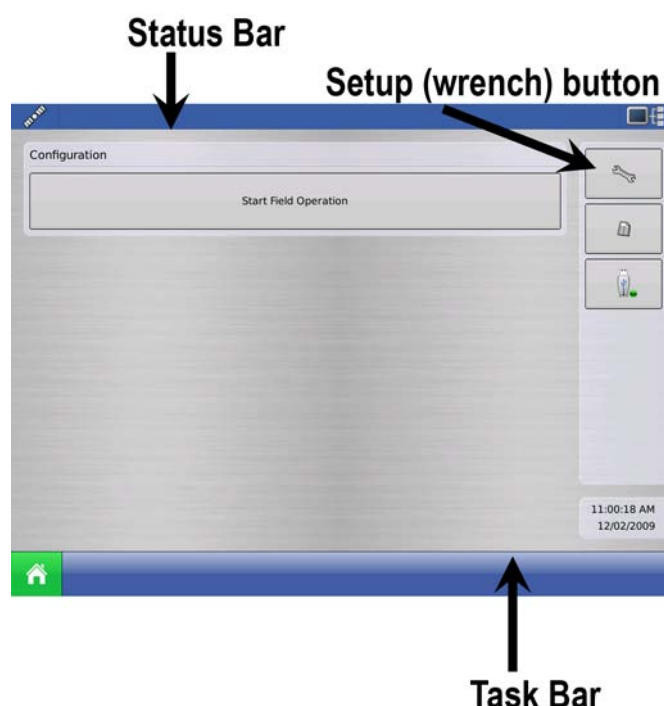 Status Bar
Setup (wrench) button
Configuration
Start Field Operation
11:00:18 AM
12/02/2009
Task Bar